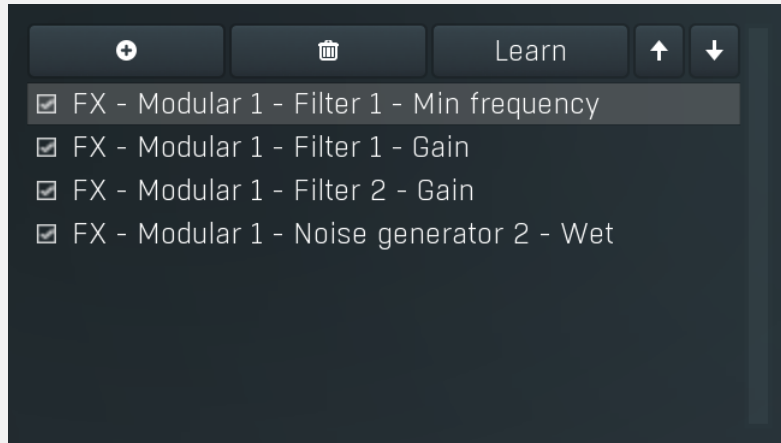 Learn
FX - Modular 1 - Filter 1 - Min frequency
FX - Modular 1 - Filter 1 - Gain
FX - Modular 1 - Filter 2 - Gain
FX - Modular 1 - Noise generator 2 - Wet